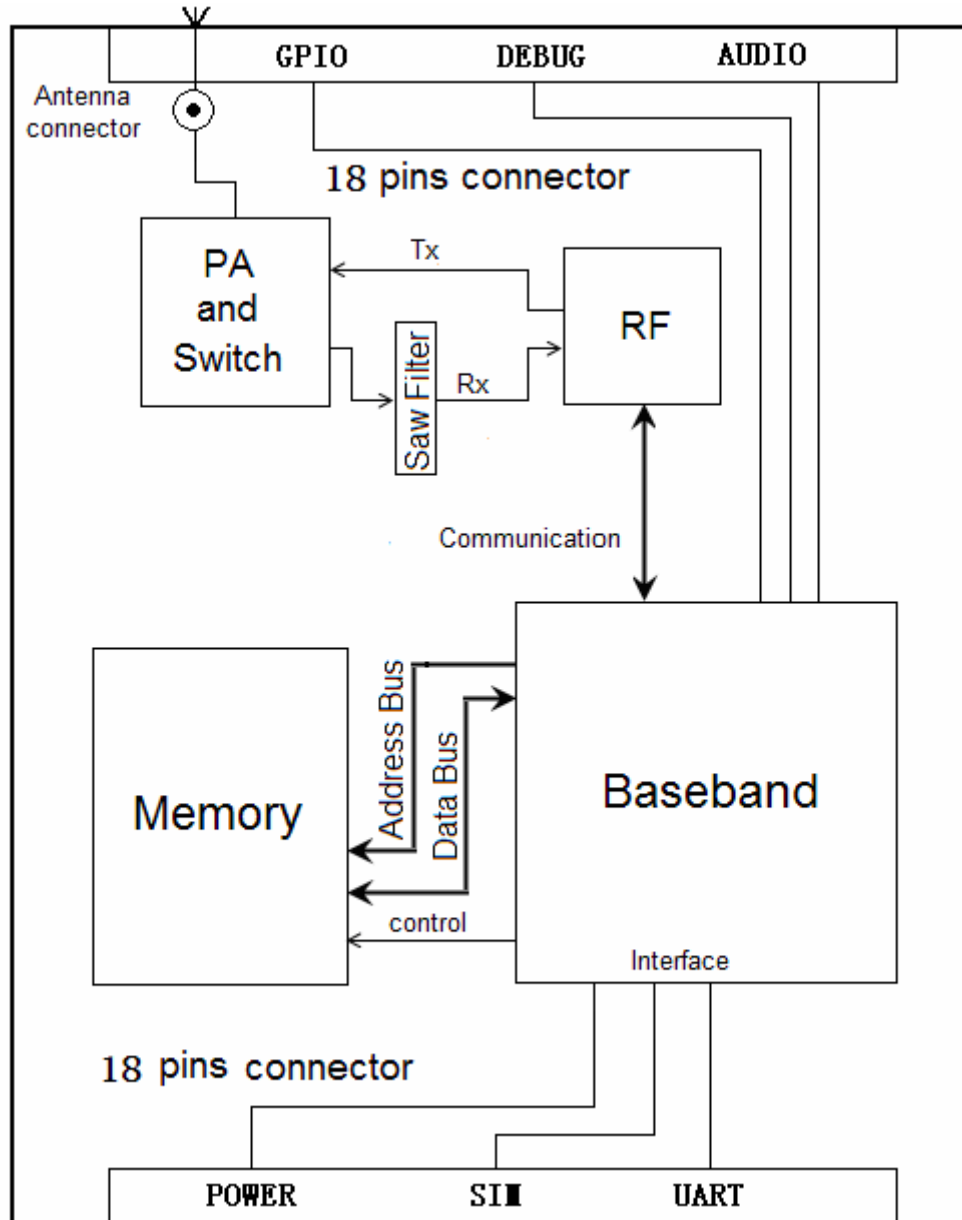 GPIO DEBUG AUDIO
Antenna
connector
18 pins connector
PA
and
Switch
Tx
RF
Saw Filter
Rx
Communication
Memory
Address Bus
Data Bus
control
Baseband
Interface
18 pins connector
POWER SIM UART